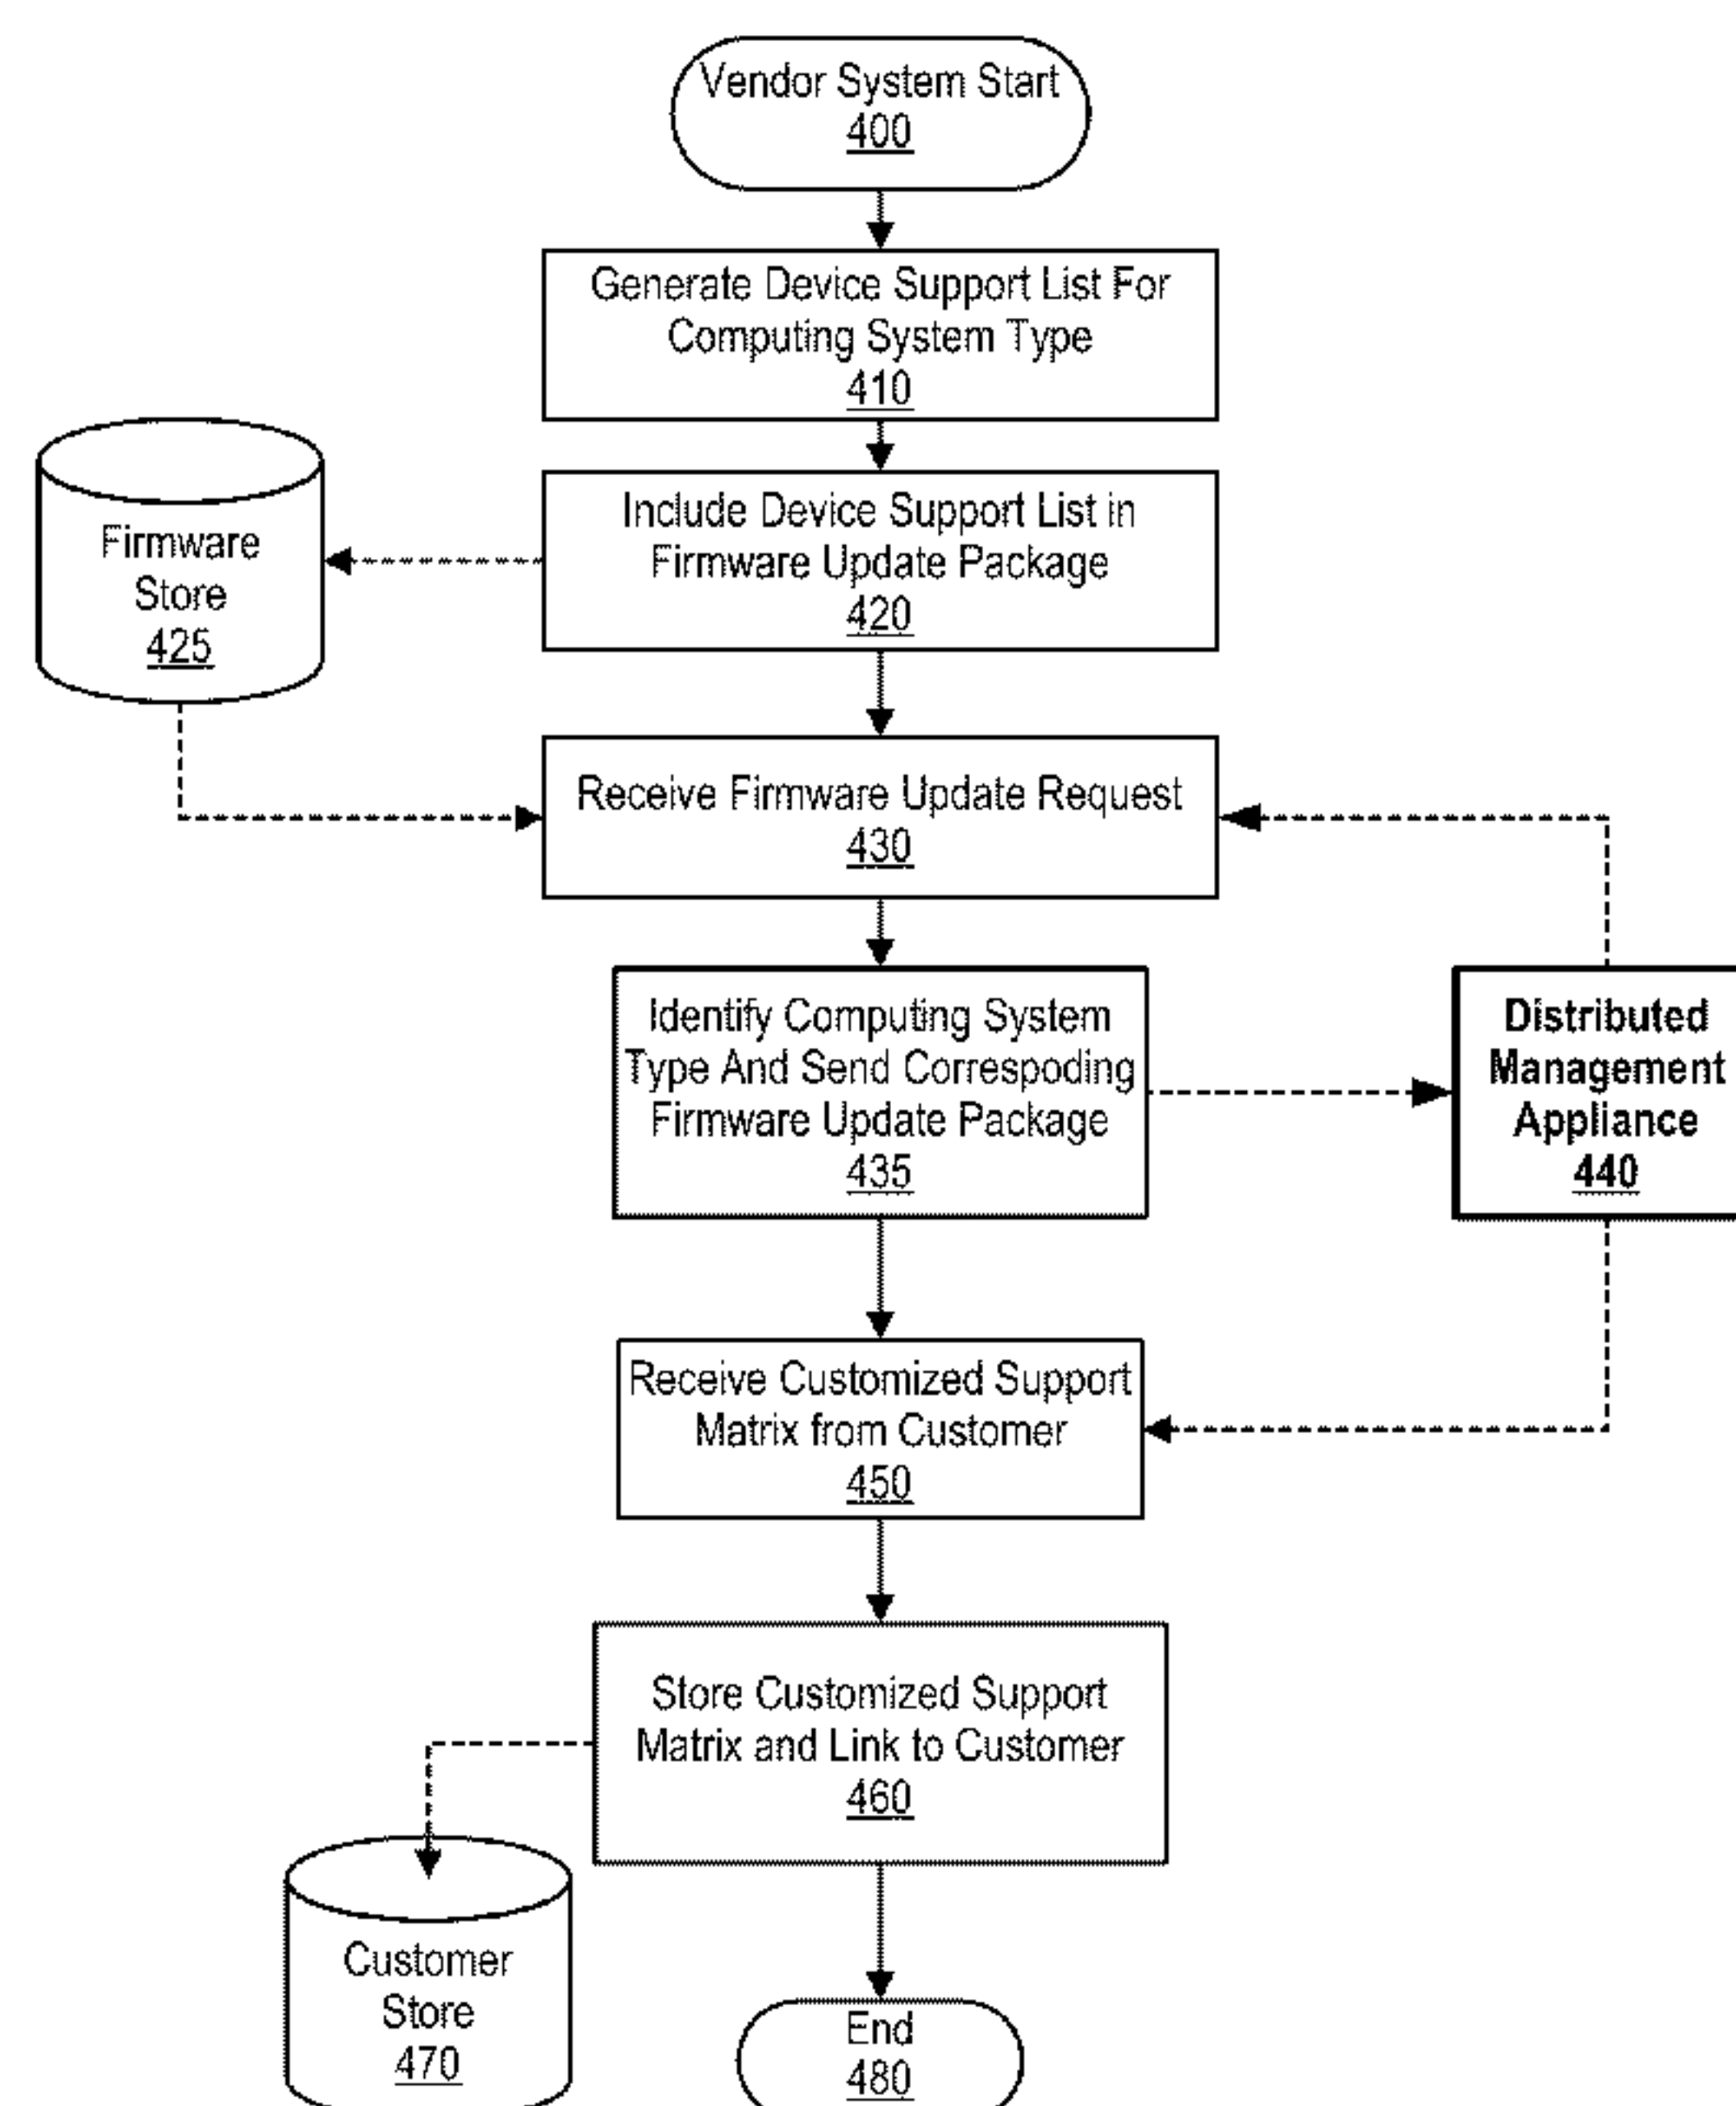 Vendor System Start
400
Generate Device Support List For
Computing System Type
410
Include Device Support List in
Firmware Update Package
420
Firmware
Store
425
Receive Firmware Update Request
430
Identify Computing System
Type And Send Correspoding
Firmware Update Package
435
Distributed
Management
Appliance
440
Receive Customized Support
Matrix from Customer
450
Store Customized Support
Matrix and Link to Customer
460
Customer
Store
470
End
480